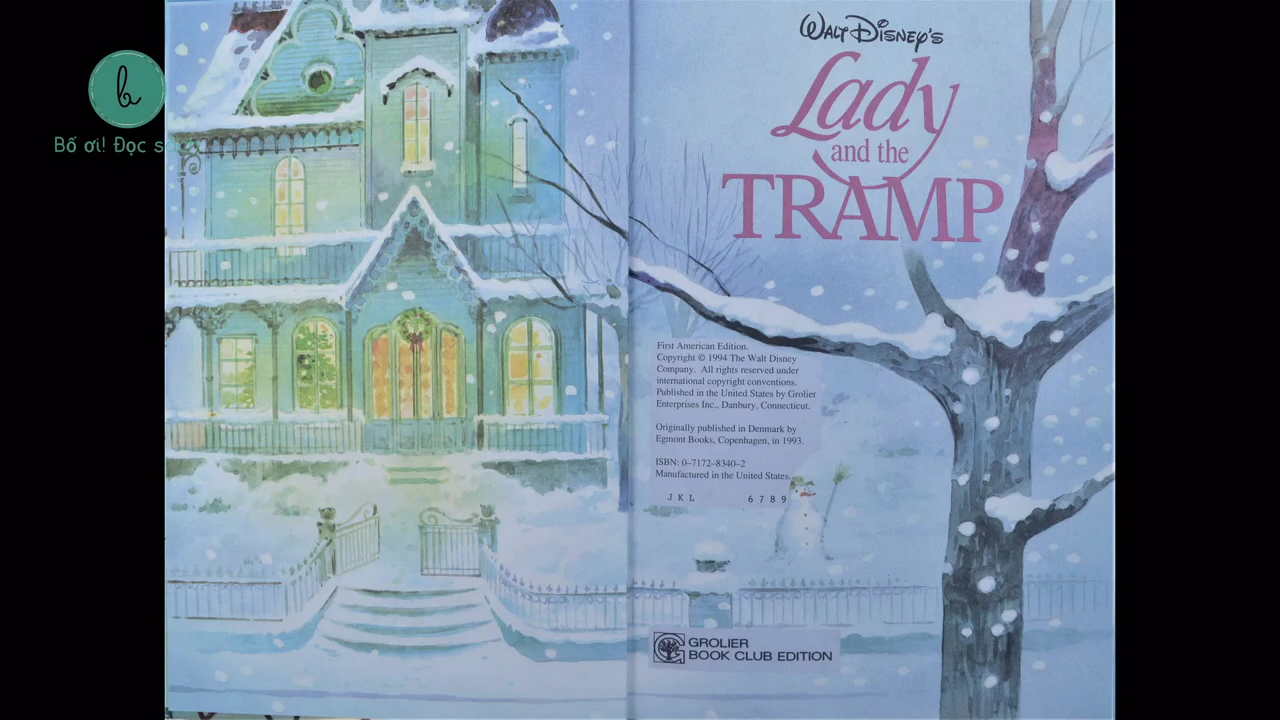 b
Bố ơi! Đọc sách
WALT DISNEY'S
Lady
and the
TRAMP
First American Edition.
Copyright © 1994 The Walt Disney
Company. All rights reserved under
international copyright conventions.
Published in the United States by Grolier
Enterprises Inc., Danbury, Connecticut.
Originally published in Denmark by
Egmont Books, Copenhagen, in 1993.
ISBN: 0–7172–8340–2
Manufactured in the United States.
J K L 6 7 8 9
GROLIER
BOOK CLUB EDITION